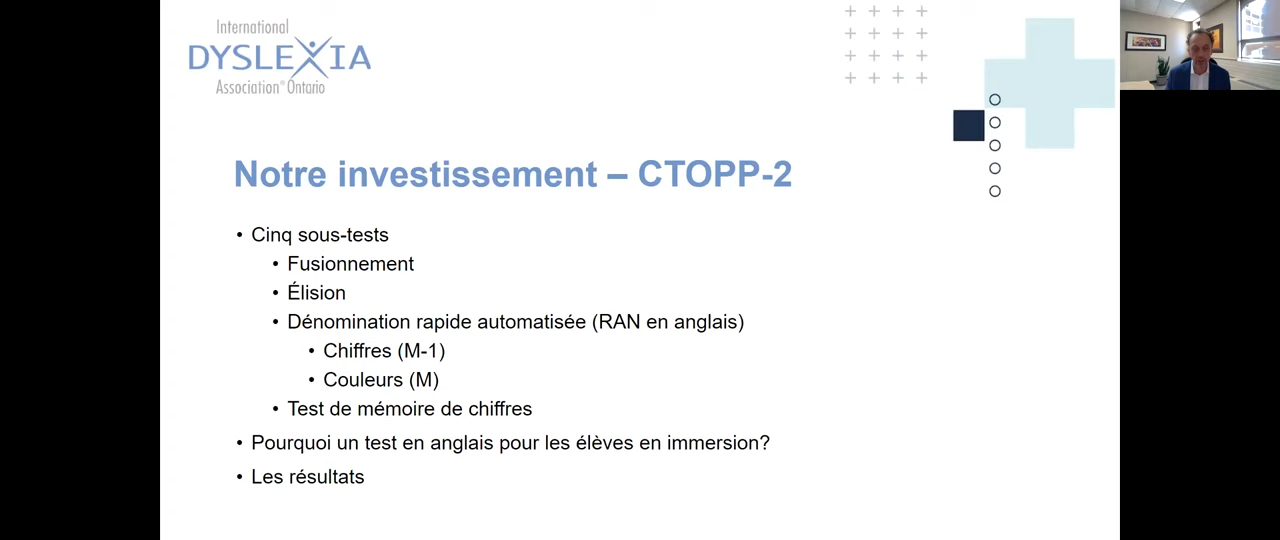 International
DYSLEXIA
Association® Ontario
Notre investissement – CTOPP-2
• Cinq sous-tests
• Fusionnement
• Élision
• Dénomination rapide automatisée (RAN en anglais)
• Chiffres (M-1)
• Couleurs (M)
• Test de mémoire de chiffres
• Pourquoi un test en anglais pour les élèves en immersion?
• Les résultats